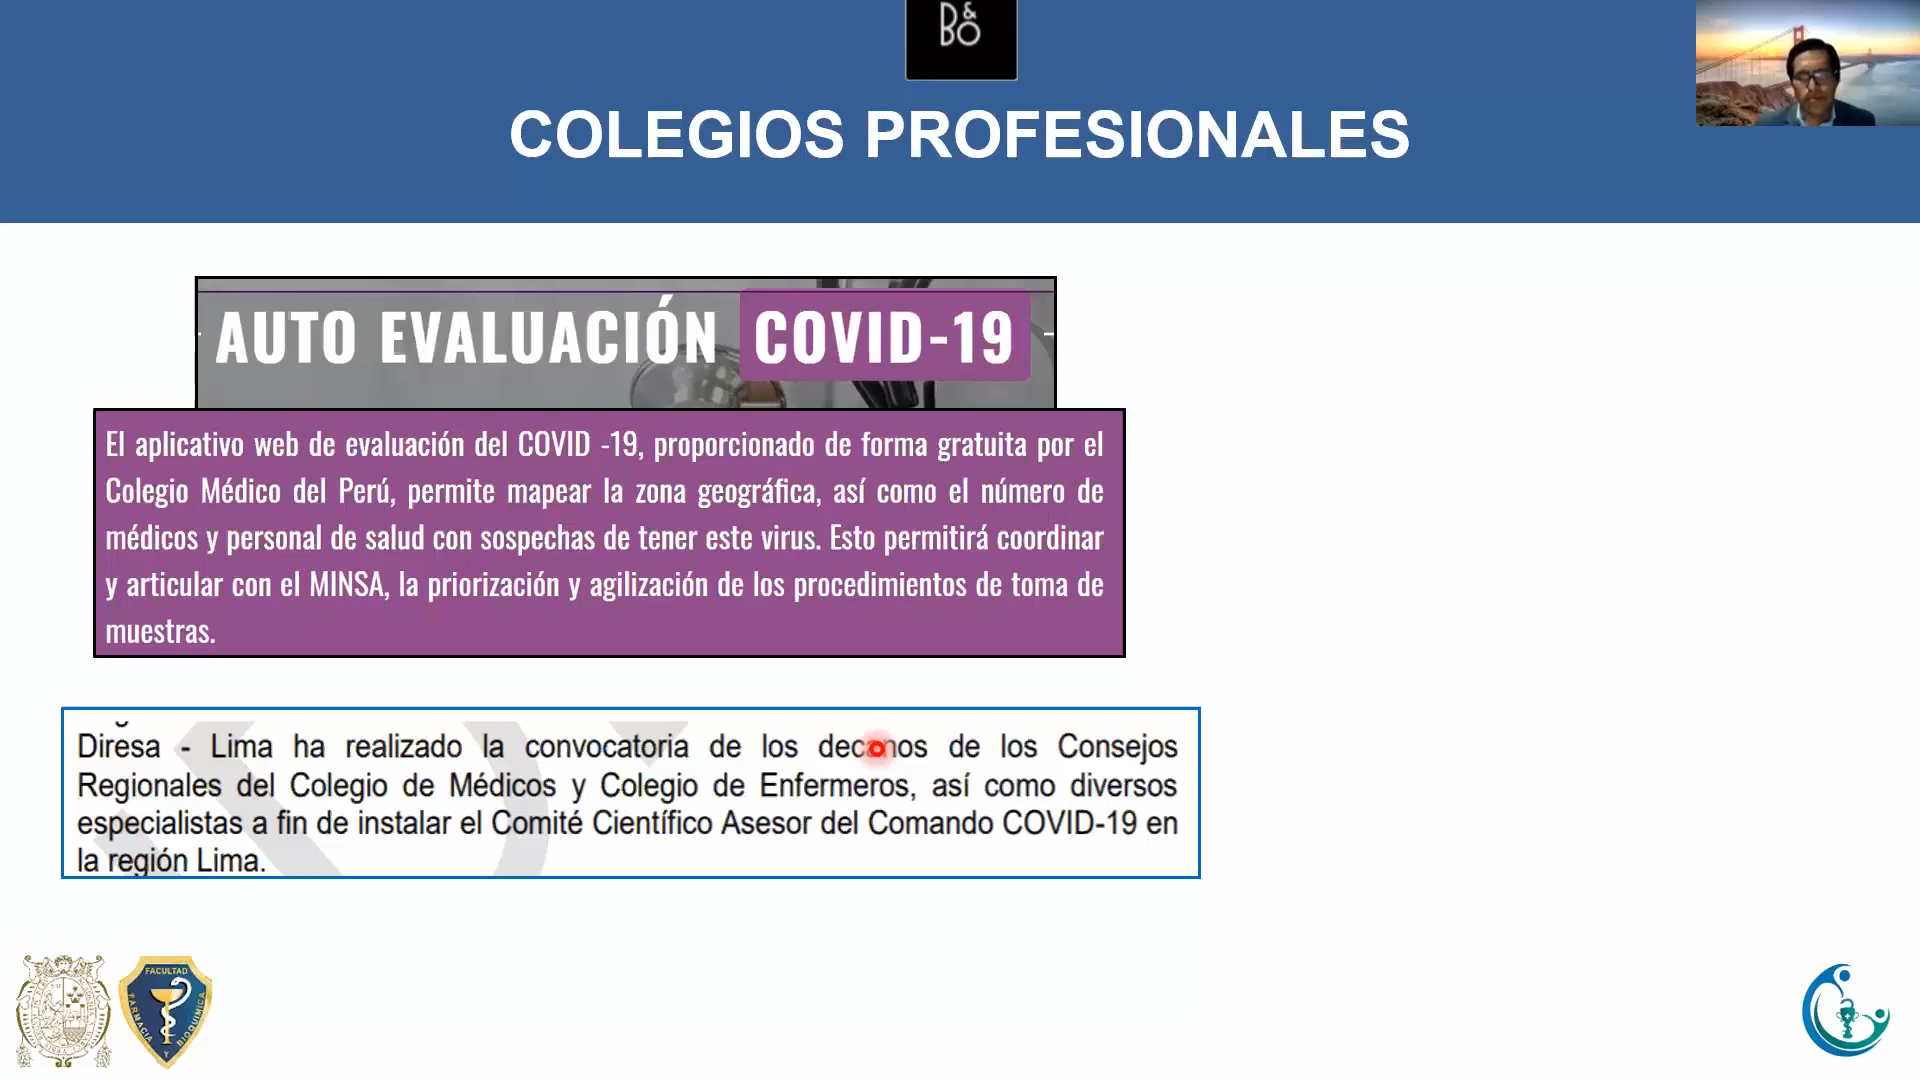 B&O
COLEGIOS PROFESIONALES
AUTO EVALUACIÓN COVID-19
El aplicativo web de evaluación del COVID -19, proporcionado de forma gratuita por el
Colegio Médico del Perú, permite mapear la zona geográfica, así como el número de
médicos y personal de salud con sospechas de tener este virus. Esto permitirá coordinar
y articular con el MINSA, la priorización y agilización de los procedimientos de toma de
muestras.
Diresa - Lima ha realizado la convocatoria de los decanos de los Consejos
Regionales del Colegio de Médicos y Colegio de Enfermeros, así como diversos
especialistas a fin de instalar el Comité Científico Asesor del Comando COVID-19 en
la región Lima.
FACULTAD
FARMACIA Y BIOQUIMICA